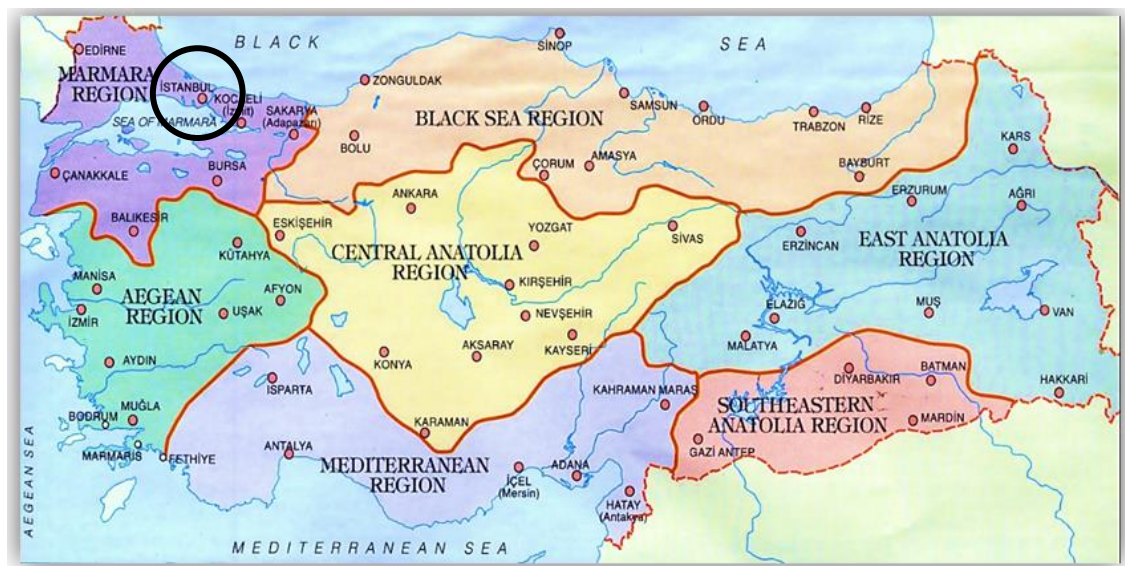 BLACK SEA
EDİRNE
MARMARA
REGION
İSTANBUL
KOCAELİ
(İzmit)
SAKARYA
(Adapazarı)
SEA OF MARMARA
ÇANAKKALE
BURSA
BALIKESİR
ZONGULDAK
BOLU
SİNOP
BLACK SEA REGION
SAMSUN
ORDU
TRABZON
RİZE
ÇORUM
AMASYA
BAYBURT
KARS
ERZURUM
AĞRI
ERZİNCAN
EAST ANATOLIA
REGION
ANKARA
ESKİŞEHİR
YOZGAT
SİVAS
CENTRAL ANATOLIA
REGION
KIRŞEHİR
NEVŞEHİR
AKSARAY
KAYSERİ
KONYA
KARAMAN
KÜTAHYA
MANİSA
AEGEAN
REGION
AFYON
UŞAK
İZMİR
AYDIN
MUĞLA
BODRUM
MARMARİS
FETHİYE
AEGEAN SEA
ELAZIĞ
MUŞ
VAN
MALATYA
HAKKARİ
BATMAN
DİYARBAKIR
MARDİN
SOUTHEASTERN
ANATOLIA REGION
GAZİ ANTEP
KAHRAMAN MARAŞ
ISPARTA
ANTALYA
MEDITERRANEAN
REGION
İÇEL
(Mersin)
ADANA
HATAY
(Antakya)
MEDITERRANEAN SEA